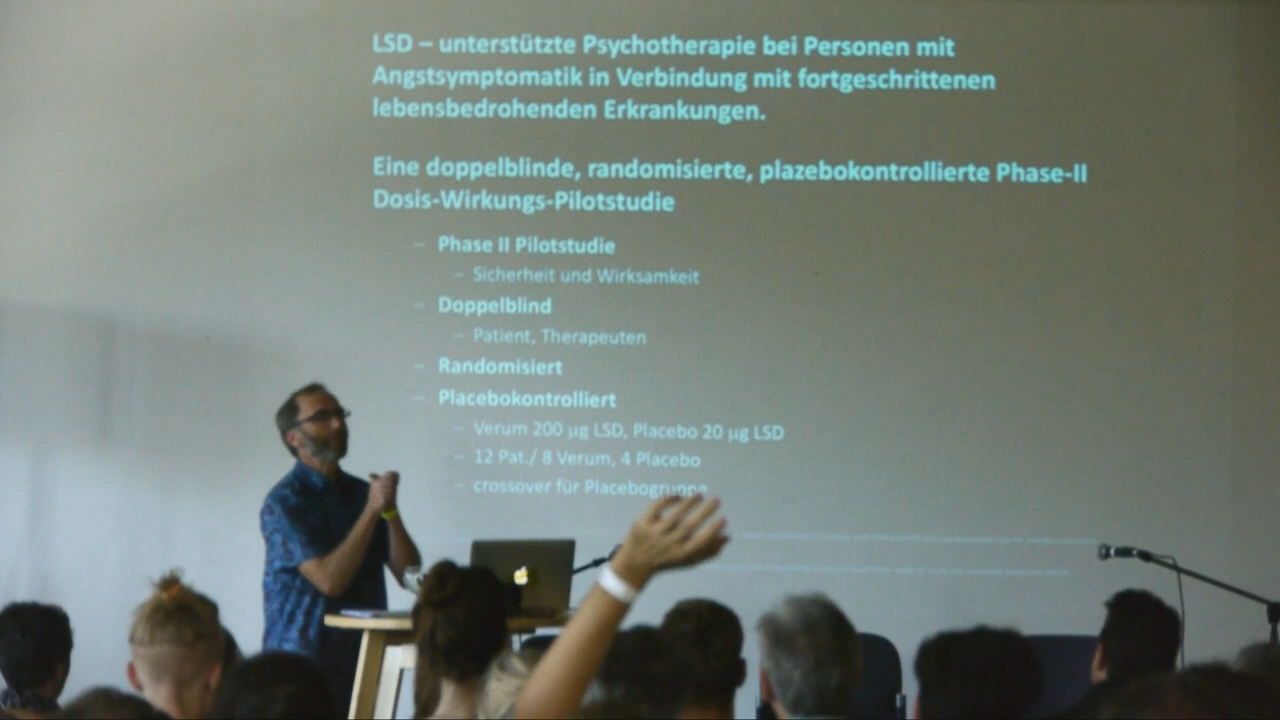 LSD – unterstützte Psychotherapie bei Personen mit
Angstsymptomatik in Verbindung mit fortgeschrittenen
lebensbedrohenden Erkrankungen.
Eine doppelblinde, randomisierte, plazebokontrollierte Phase-II
Dosis-Wirkungs-Pilotstudie
– Phase II Pilotstudie
– Sicherheit und Wirksamkeit
– Doppelblind
– Patient, Therapeuten
– Randomisiert
– Placebokontrolliert
– Verum 200 µg LSD, Placebo 20 µg LSD
– 12 Pat./ 8 Verum, 4 Placebo
– crossover für Placebogruppe